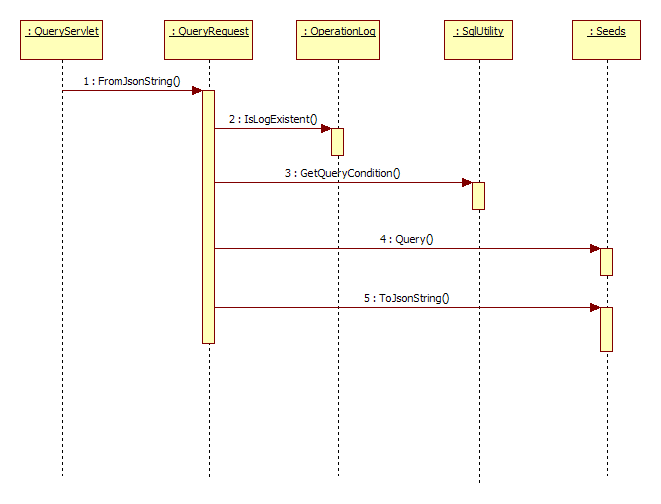 : QueryServlet
: QueryRequest
: OperationLog
: SqlUtility
: Seeds
1 : FromJsonString()
2 : IsLogExistent()
3 : GetQueryCondition()
4 : Query()
5 : ToJsonString()